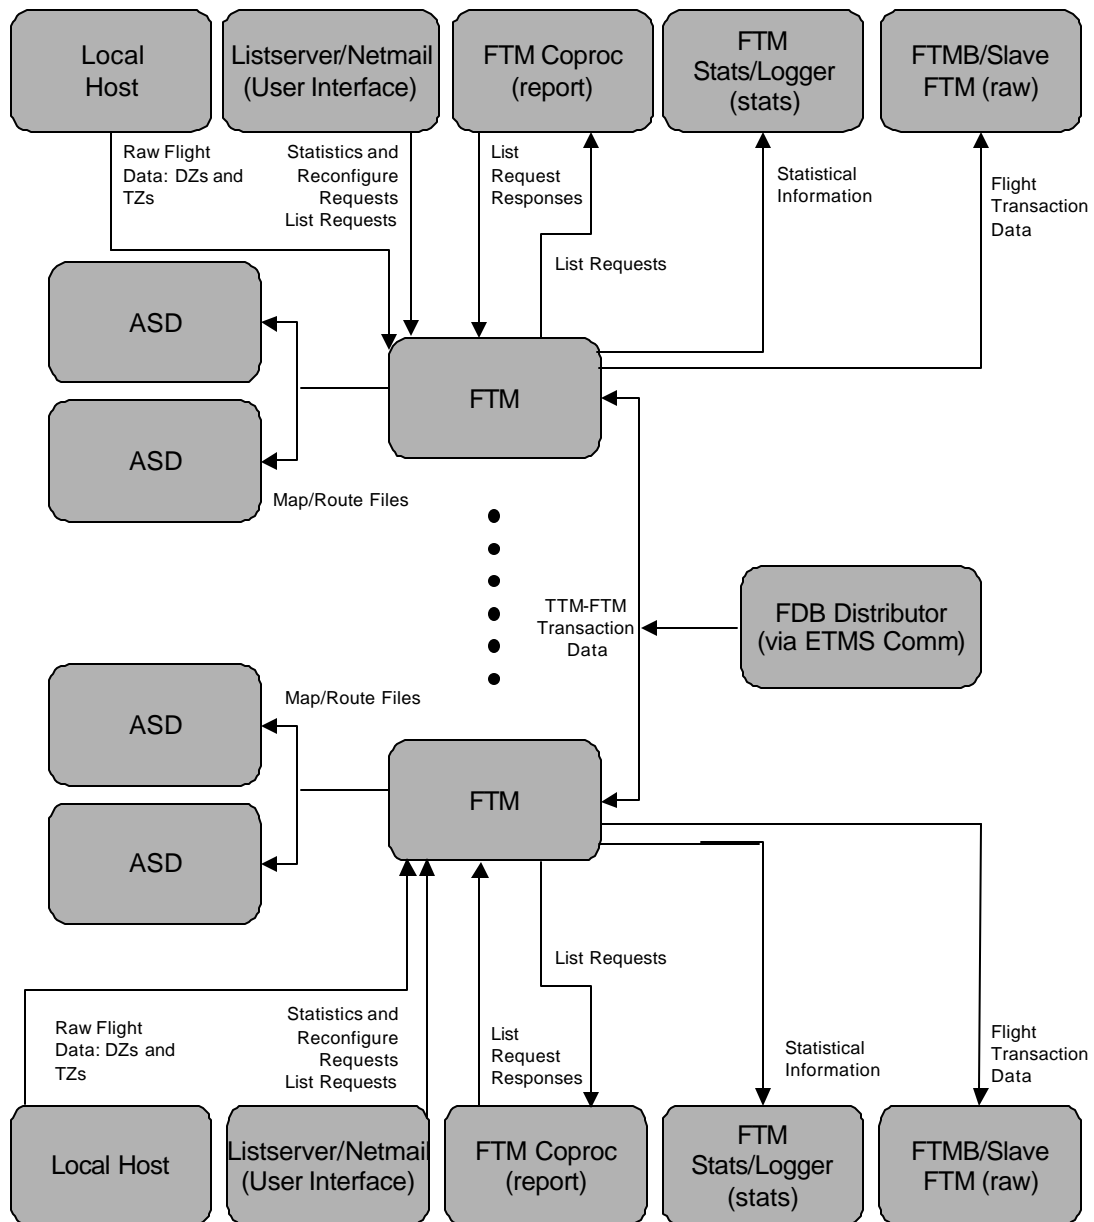 Local
Host
Listserver/Netmail
(User Interface)
FTM Coproc
(report)
FTM
Stats/Logger
(stats)
FTMB/Slave
FTM (raw)
Raw Flight
Data: DZs and
TZs
Statistics and
Reconfigure
Requests
List Requests
List
Request
Responses
List Requests
Statistical
Information
Flight
Transaction
Data
ASD
ASD
FTM
Map/Route Files
TTM-FTM
Transaction
Data
FDB Distributor
(via ETMS Comm)
Map/Route Files
ASD
ASD
FTM
List Requests
Raw Flight
Data: DZs and
TZs
Statistics and
Reconfigure
Requests
List Requests
List
Request
Responses
Statistical
Information
Flight
Transaction
Data
Local Host
Listserver/Netmail
(User Interface)
FTM Coproc
(report)
FTM
Stats/Logger
(stats)
FTMB/Slave
FTM (raw)